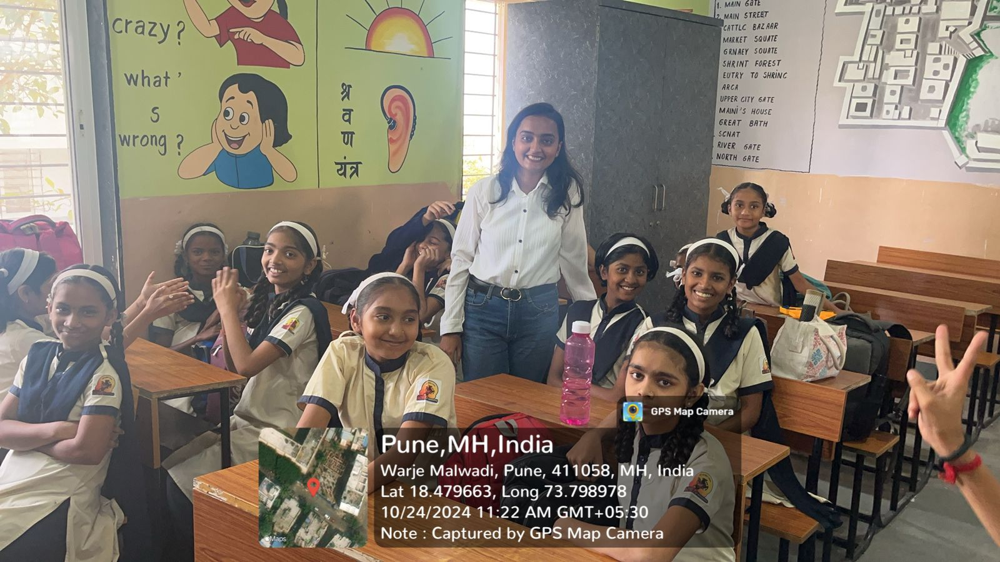 crazy?
what'
s
wrong?
श्र
व
ण
यंत्र
1. MAIN GATE
2. MAIN STREET
CATTLC BAZAAR
MARKET SQUATE
GRNAEY SOUATE
SHRINT FOREST
EUTRY TO SHRINC
ARCA
UPPER CITY GATE
MAINI'S HOUSE
GREAT BATH
SCNAT
RIVER GATE
NORTH GATE
GPS Map Camera
Pune,MH,India
Warje Malwadi, Pune, 411058, MH, India
Lat 18.479663, Long 73.798978
10/24/2024 11:22 AM GMT+05:30
Note : Captured by GPS Map Camera
Maps